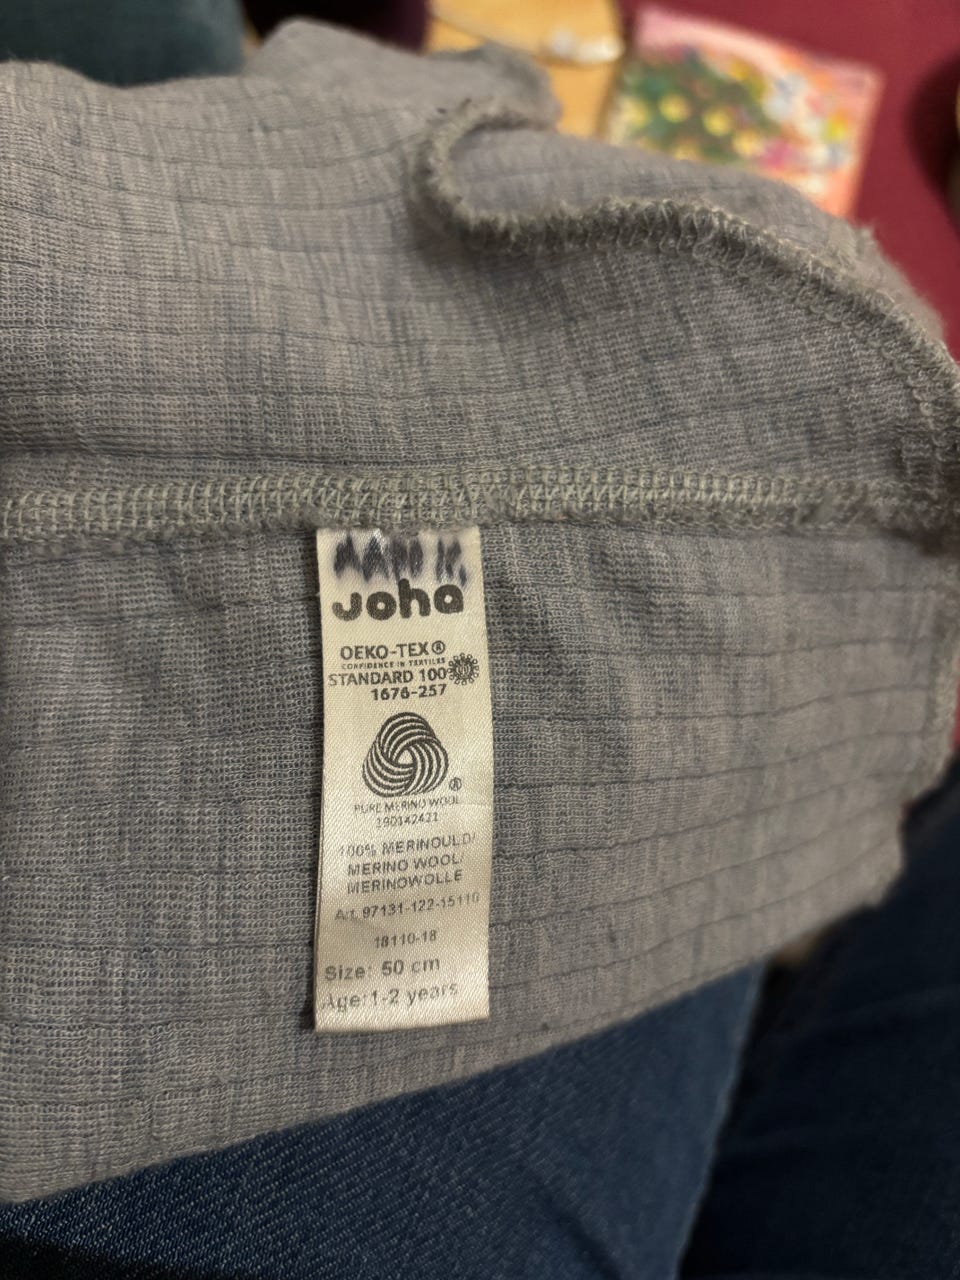 Joha
OEKO-TEX®
CONFIDENCE IN TEXTILES
STANDARD 100
1676-257
®
PURE MERINO WOOL
190142421
100% MERINOULD/
MERINO WOOL/
MERINOWOLLE
Art. 97131-122-15110
18110-18
Size: 50 cm
Age: 1-2 years